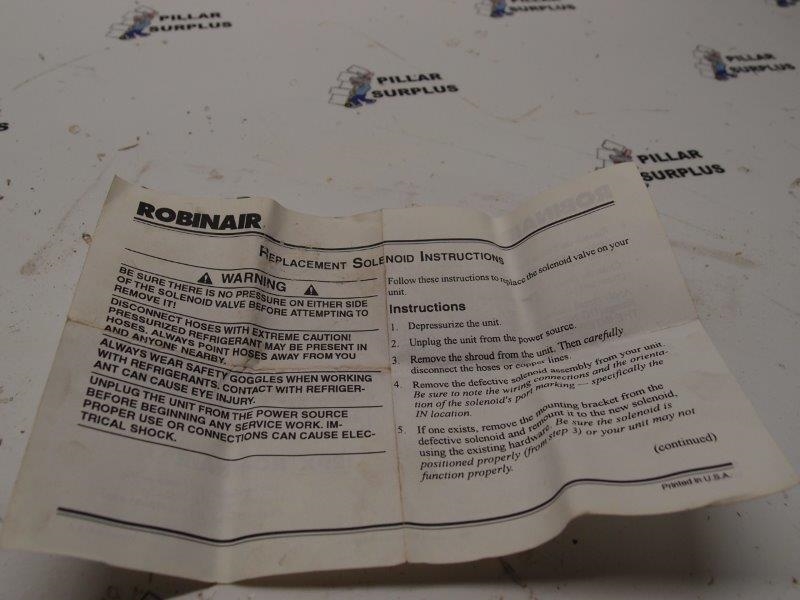 PILLAR
SURPLUS
PILLAR
SURPLUS
PILLAR
SURPLUS
ROBINAIR
REPLACEMENT SOLENOID INSTRUCTIONS
WARNING
BE SURE THERE IS NO PRESSURE ON EITHER SIDE
OF THE SOLENOID VALVE BEFORE ATTEMPTING TO
REMOVE IT!
DISCONNECT HOSES WITH EXTREME CAUTION!
PRESSURIZED REFRIGERANT MAY BE PRESENT IN
HOSES. ALWAYS POINT HOSES AWAY FROM YOU
AND ANYONE NEARBY.
ALWAYS WEAR SAFETY GOGGLES WHEN WORKING
WITH REFRIGERANTS. CONTACT WITH REFRIGER-
ANT CAN CAUSE EYE INJURY.
UNPLUG THE UNIT FROM THE POWER SOURCE
BEFORE BEGINNING ANY SERVICE WORK. IM-
PROPER USE OR CONNECTIONS CAN CAUSE ELEC-
TRICAL SHOCK.
Follow these instructions to replace the solenoid valve on your
unit.
Instructions
1. Depressurize the unit.
2. Unplug the unit from the power source.
3. Remove the shroud from the unit. Then carefully
disconnect the hoses or copper lines.
4. Remove the defective solenoid assembly from your unit.
Be sure to note the wiring connections and the orienta-
tion of the solenoid's port marking — specifically the
IN location.
5. If one exists, remove the mounting bracket from the
defective solenoid and remount it to the new solenoid,
using the existing hardware. Be sure the solenoid is
positioned properly (from step 3) or your unit may not
function properly.
(continued)
Printed in U.S.A.